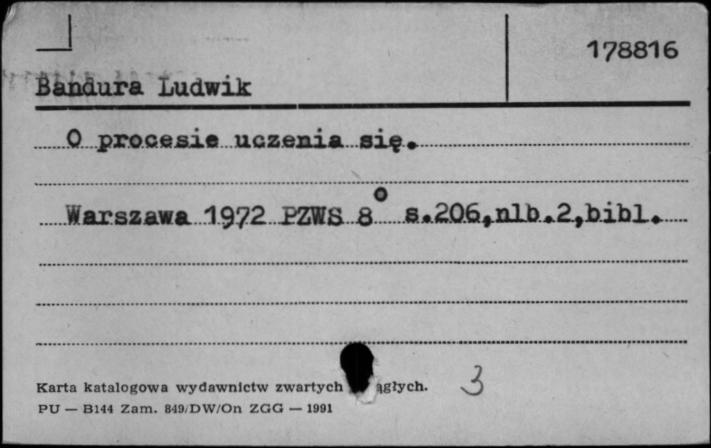 178816
Bandura Ludwik
O procesie uczenia się.
Warszawa 1972 PZWS 8° s.206,nlb.2,bibl.
Karta katalogowa wydawnictw zwartych
PU — B144 Zam. 849/DW/On ZGG — 1991
3